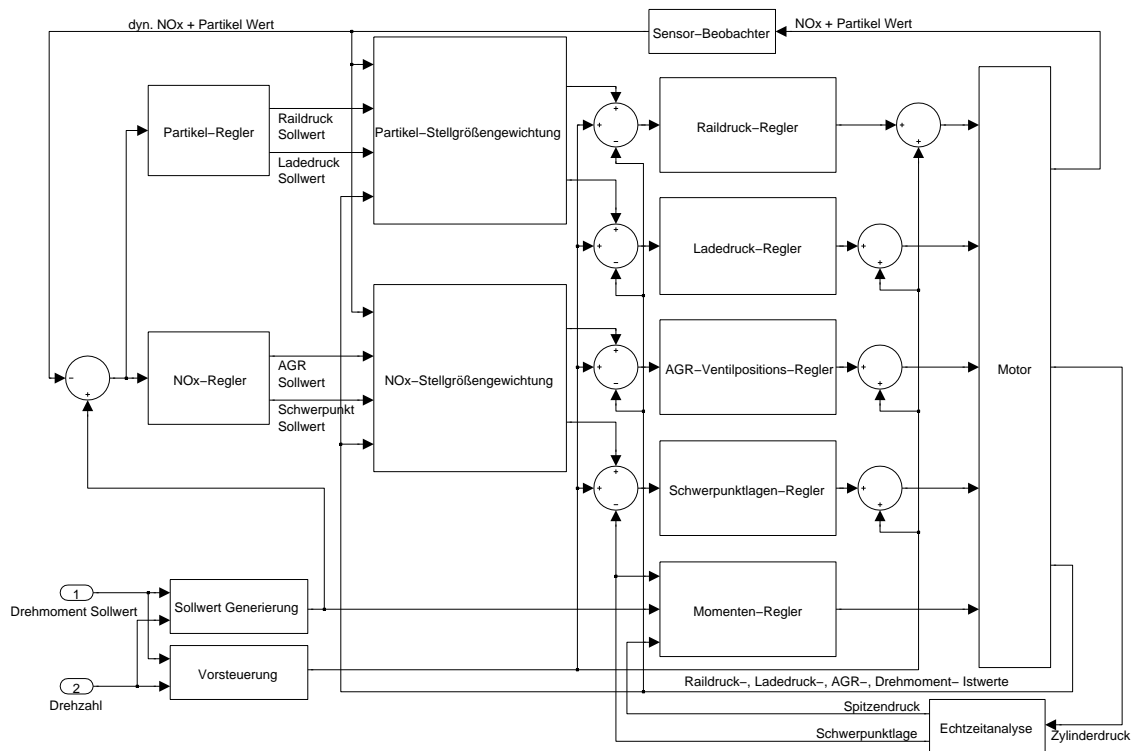 dyn. NOx + Partikel Wert
Sensor−Beobachter
NOx + Partikel Wert
Partikel−Regler
Raildruck
Sollwert
Ladedruck
Sollwert
Partikel−Stellgrößengewichtung
+
+
−
Raildruck−Regler
+
+
+
+
−
Ladedruck−Regler
+
+
−
+
NOx−Regler
AGR
Sollwert
Schwerpunkt
Sollwert
NOx−Stellgrößengewichtung
+
+
−
AGR−Ventilpositions−Regler
+
+
Motor
+
+
−
Schwerpunktlagen−Regler
+
+
1
Drehmoment Sollwert
Sollwert Generierung
Momenten−Regler
2
Drehzahl
Vorsteuerung
Raildruck−, Ladedruck−, AGR−, Drehmoment− Istwerte
Spitzendruck
Schwerpunktlage
Echtzeitanalyse
Zylinderdruck